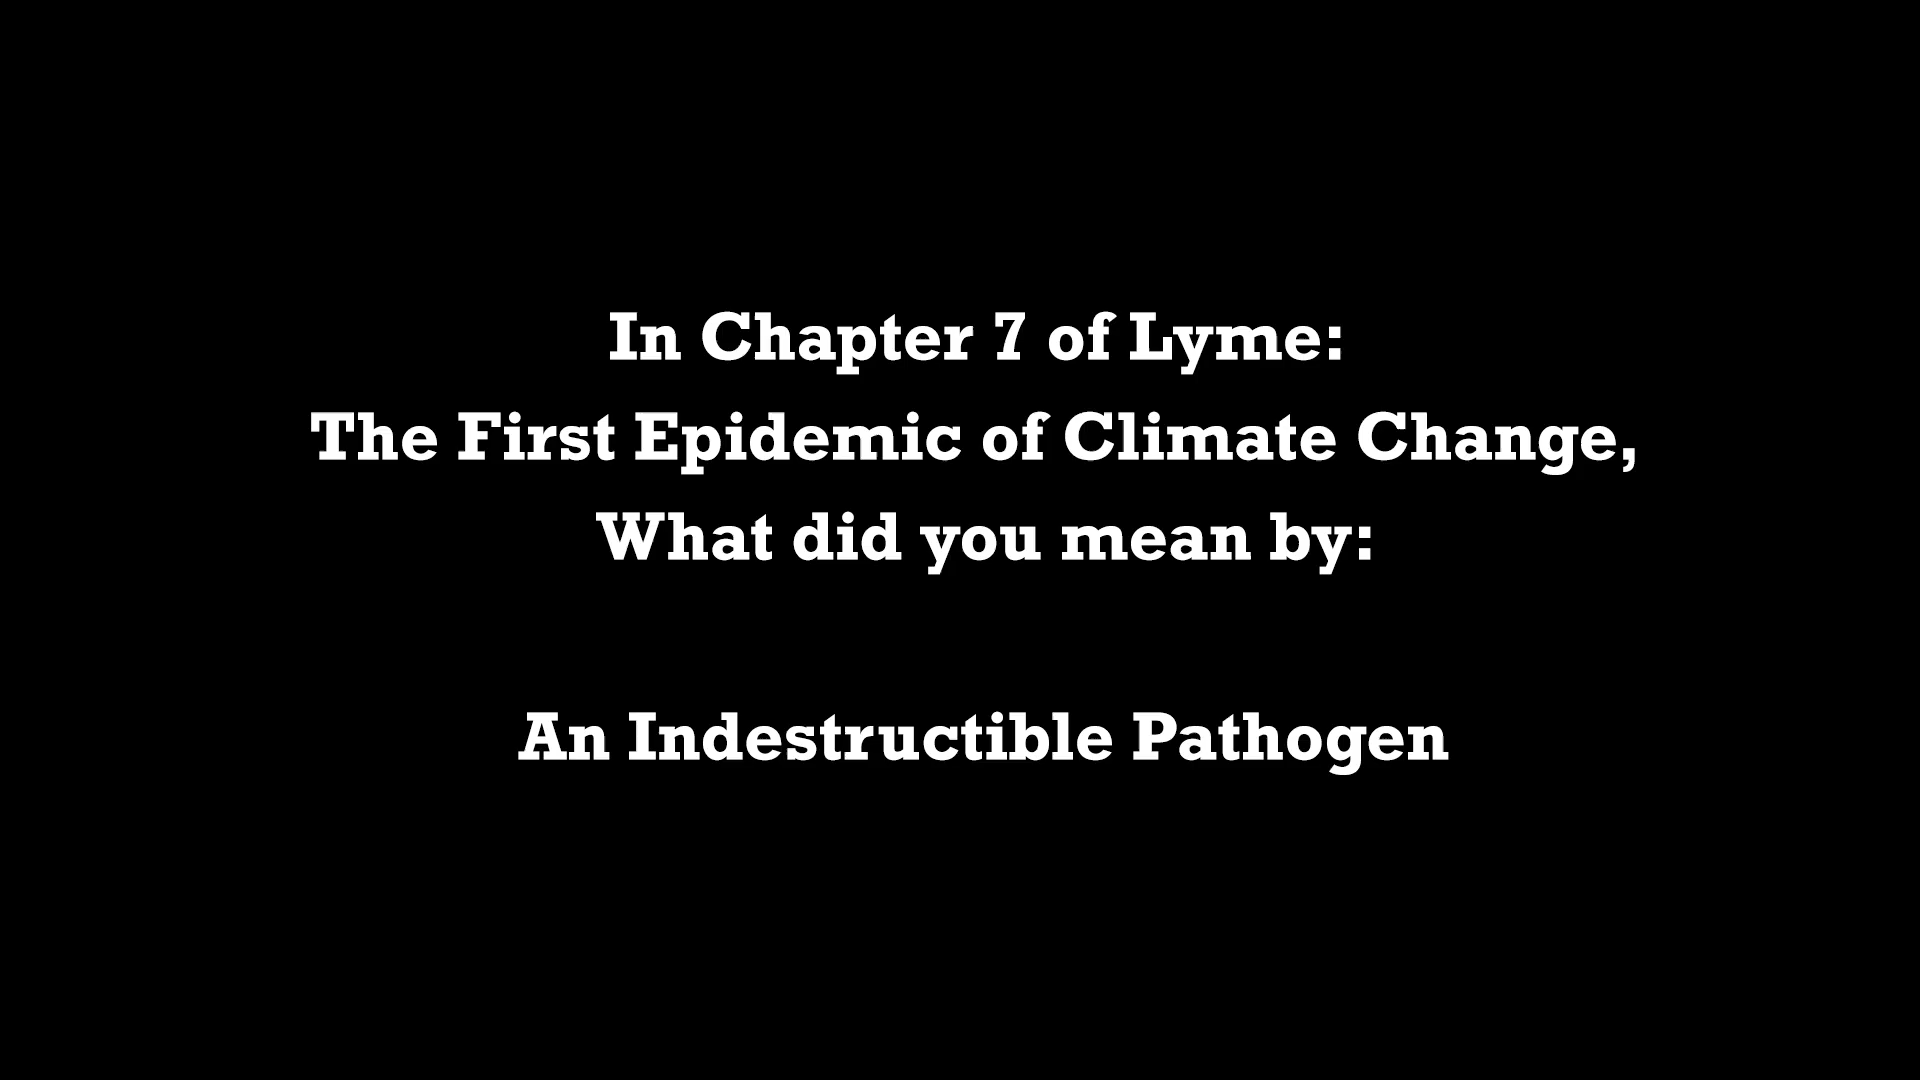 In Chapter 7 of Lyme:
The First Epidemic of Climate Change,
What did you mean by:
An Indestructible Pathogen